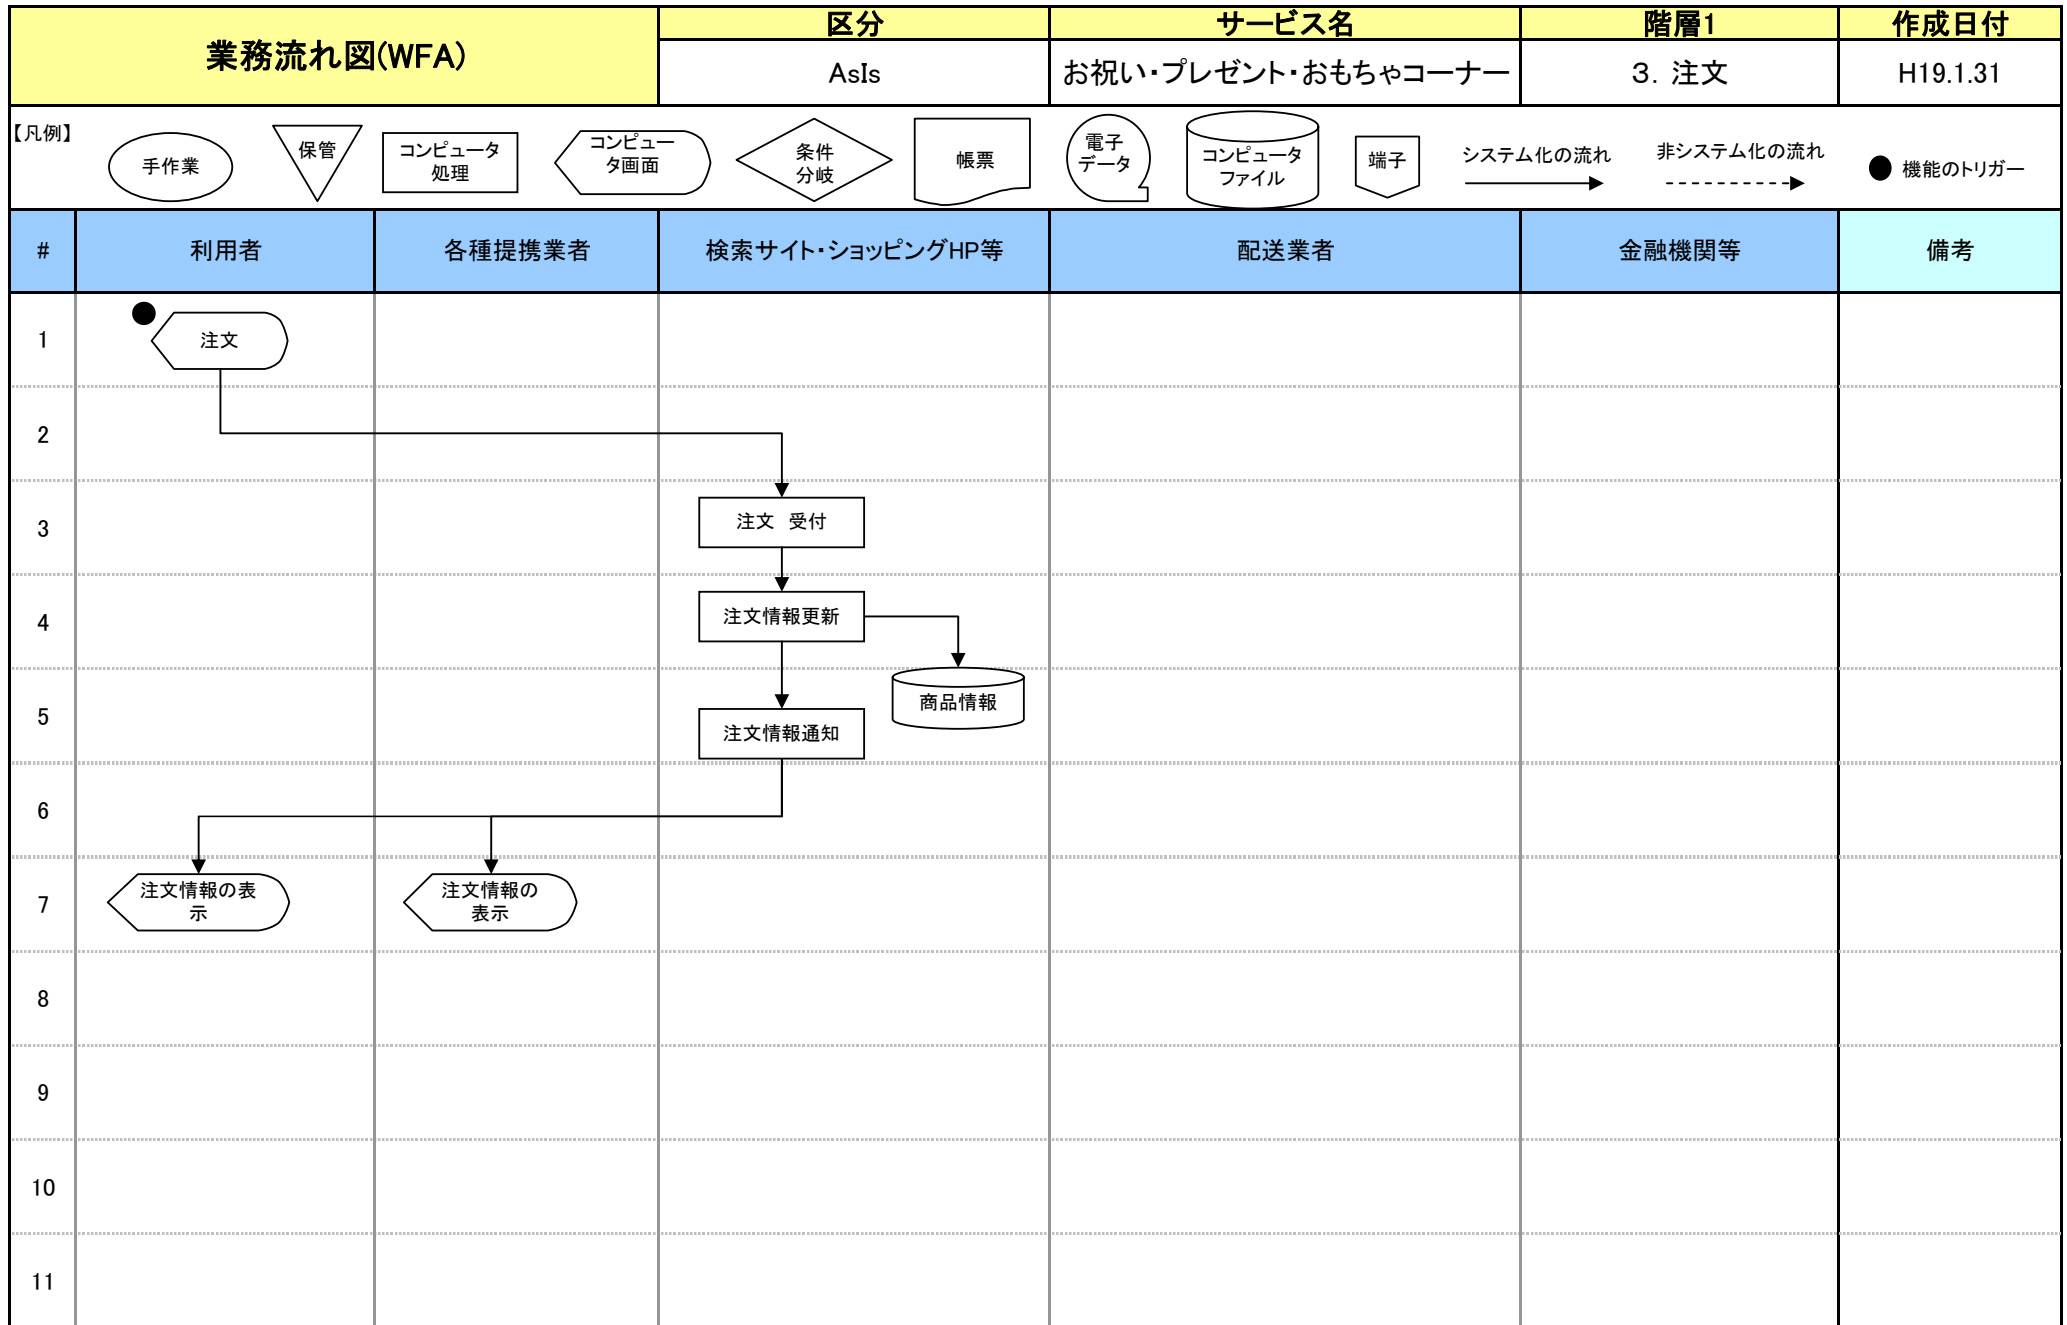 業務流れ図(WFA)
区分
サービス名
階層1
作成日付
AsIs
お祝い・プレゼント・おもちゃコーナー
3．注文
H19.1.31
【凡例】
手作業
保管
コンピュータ
処理
コンピュー
タ画面
条件
分岐
帳票
電子
データ
コンピュータ
ファイル
端子
システム化の流れ
非システム化の流れ
機能のトリガー
#
利用者
各種提携業者
検索サイト・ショッピングHP等
配送業者
金融機関等
備考
1
注文
2
3
注文　受付
4
注文情報更新
5
商品情報
注文情報通知
6
7
注文情報の表
示
注文情報の
表示
8
9
10
11